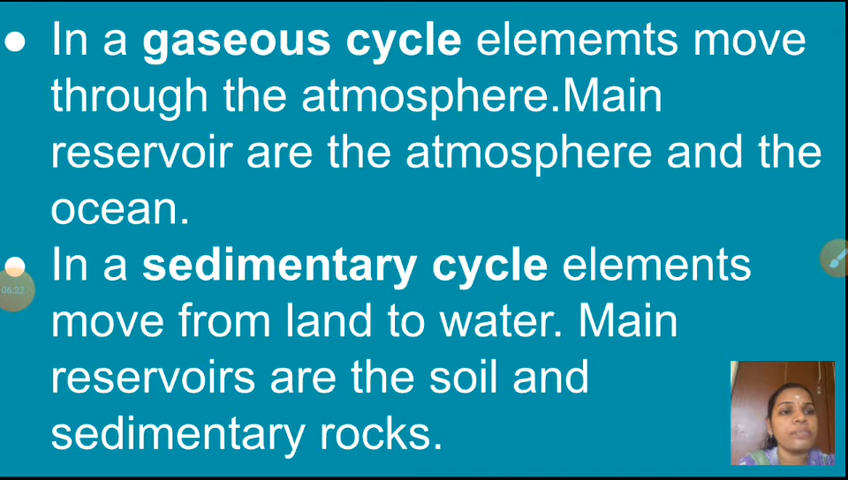 ● In a gaseous cycle elememts move
through the atmosphere.Main
reservoir are the atmosphere and the
ocean.
● In a sedimentary cycle elements
06:22
move from land to water. Main
reservoirs are the soil and
sedimentary rocks.